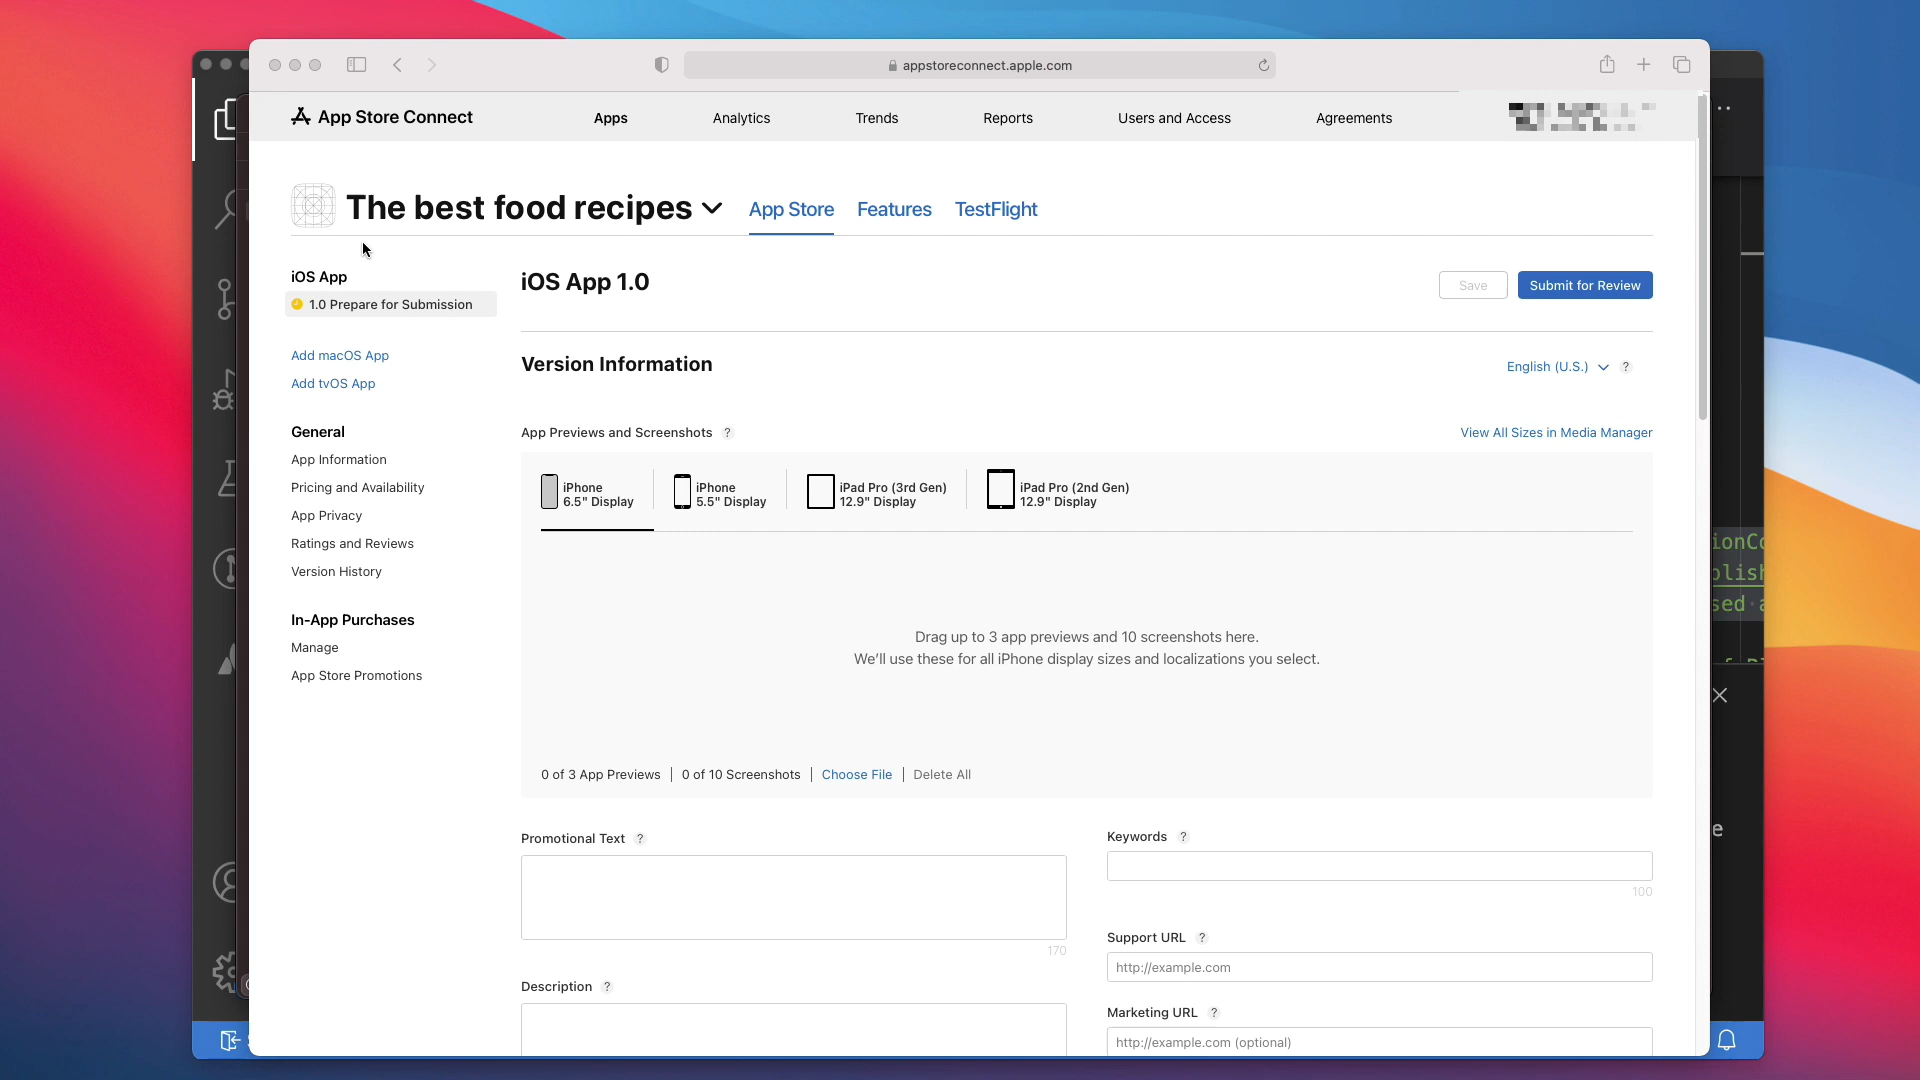 appstoreconnect.apple.com
App Store Connect
Apps
Analytics
Trends
Reports
Users and Access
Agreements
The best food recipes
App Store
Features
TestFlight
iOS App
1.0 Prepare for Submission
Add macOS App
Add tvOS App
General
App Information
Pricing and Availability
App Privacy
Ratings and Reviews
Version History
In-App Purchases
Manage
App Store Promotions
iOS App 1.0
Save
Submit for Review
Version Information
English (U.S.)
?
App Previews and Screenshots ?
View All Sizes in Media Manager
iPhone
6.5" Display
iPhone
5.5" Display
iPad Pro (3rd Gen)
12.9" Display
iPad Pro (2nd Gen)
12.9" Display
Drag up to 3 app previews and 10 screenshots here.
We'll use these for all iPhone display sizes and localizations you select.
0 of 3 App Previews
0 of 10 Screenshots
Choose File
Delete All
Promotional Text ?
170
Description ?
Keywords ?
100
Support URL ?
http://example.com
Marketing URL ?
http://example.com (optional)
ionCo
blish
sed a
e